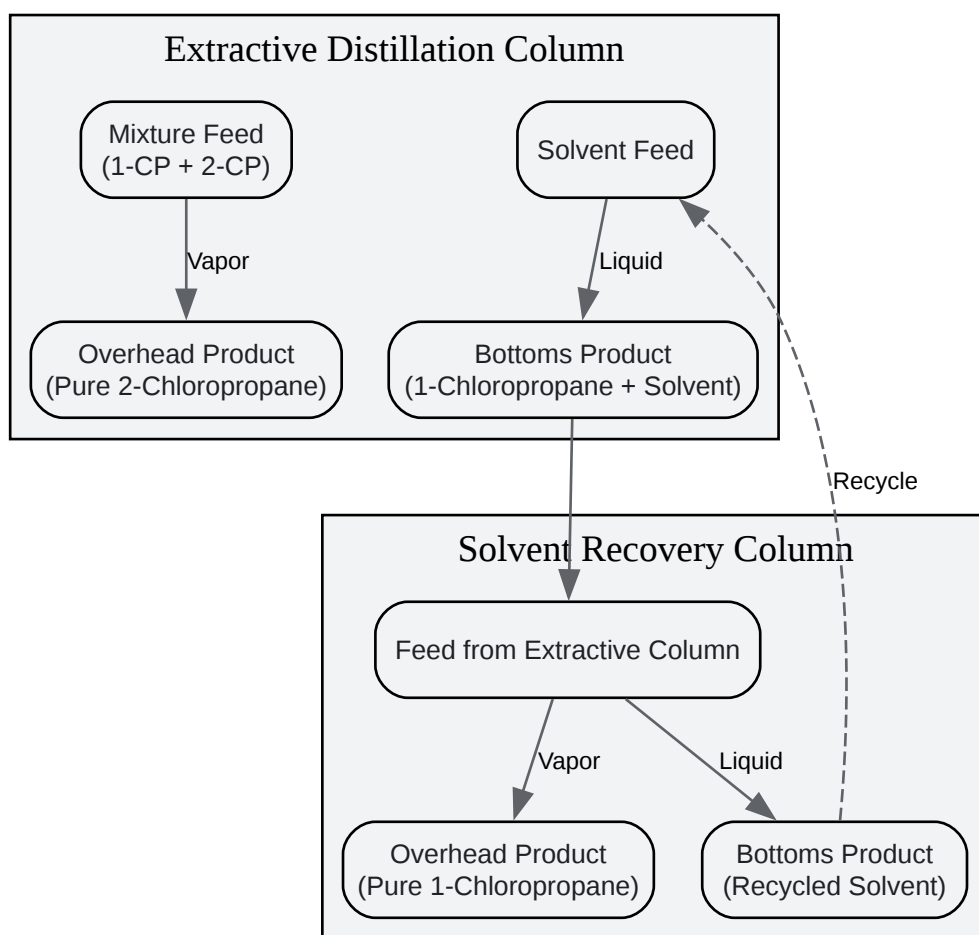 Extractive Distillation Column
Mixture Feed
(1-CP + 2-CP)
Solvent Feed
Vapor
Liquid
Overhead Product
(Pure 2-Chloropropane)
Bottoms Product
(1-Chloropropane + Solvent)
Recycle
Solvent Recovery Column
Feed from Extractive Column
Vapor
Liquid
Overhead Product
(Pure 1-Chloropropane)
Bottoms Product
(Recycled Solvent)